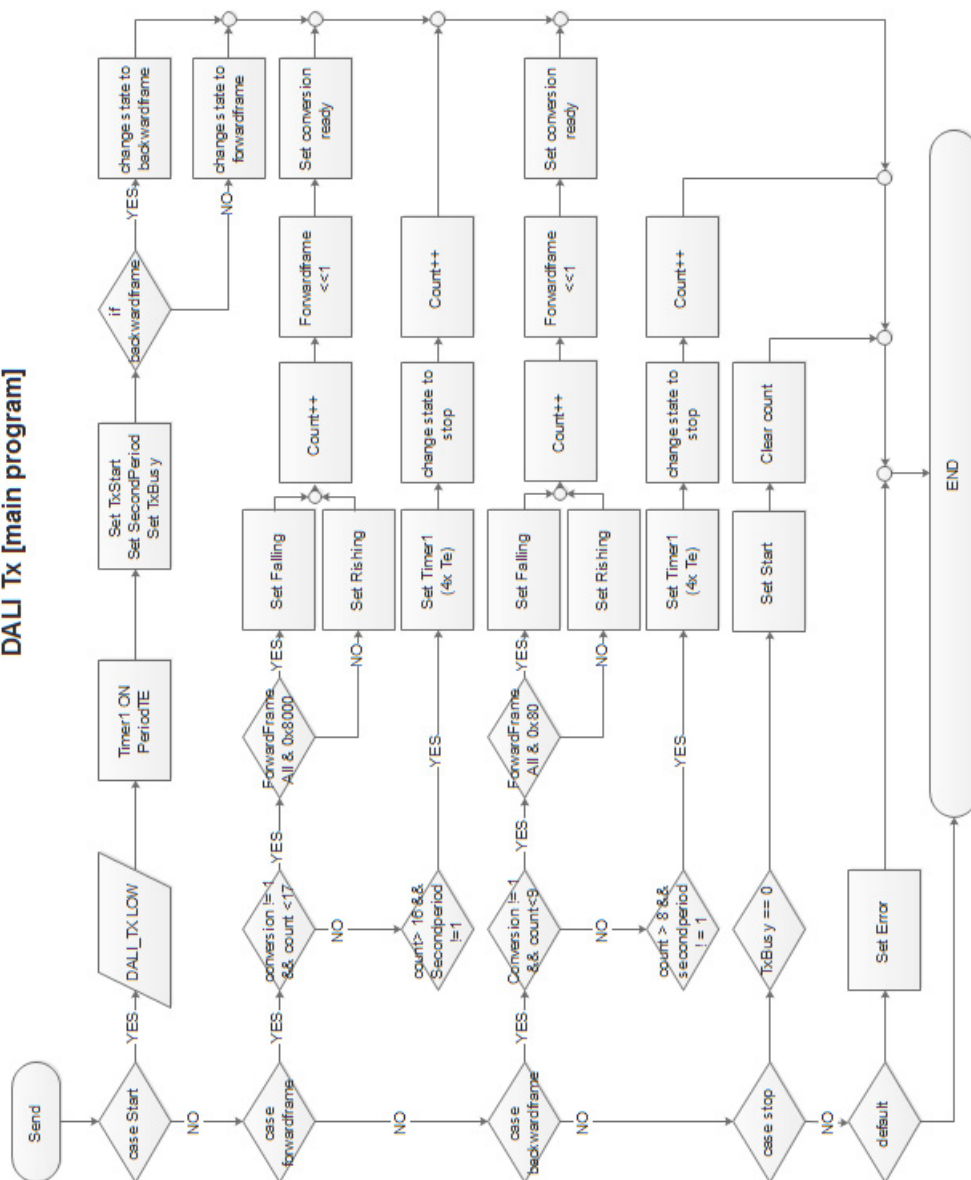 DALI Tx [main program]
Send
case Start
YES
DALI_TX LOW
Timer1 ON
PeriodTE
Set TxStart
Set SecondPeriod
Set TxBusy
if
backwardframe
YES
change state to
backwardframe
NO
change state to
forwardframe
NO
case
forwardframe
YES
conversion != 1
&& count <17
YES
ForwardFrame
All & 0x8000
YES
Set Falling
NO
Set Rishing
Count++
Forwardframe
<<1
Set conversion
ready
NO
count> 16 &&
Secondperiod
!=1
YES
Set Timer1
(4x Te)
change state to
stop
Count++
NO
case
backwardframe
YES
Conversion != 1
&& count<9
YES
ForwardFrame
All & 0x80
YES
Set Falling
NO
Set Rishing
Count++
Forwardframe
<<1
Set conversion
ready
NO
count > 8 &&
secondperiod
! = 1
YES
Set Timer1
(4x Te)
change state to
stop
Count++
NO
case stop
TxBusy == 0
Set Start
Clear count
NO
default
Set Error
END